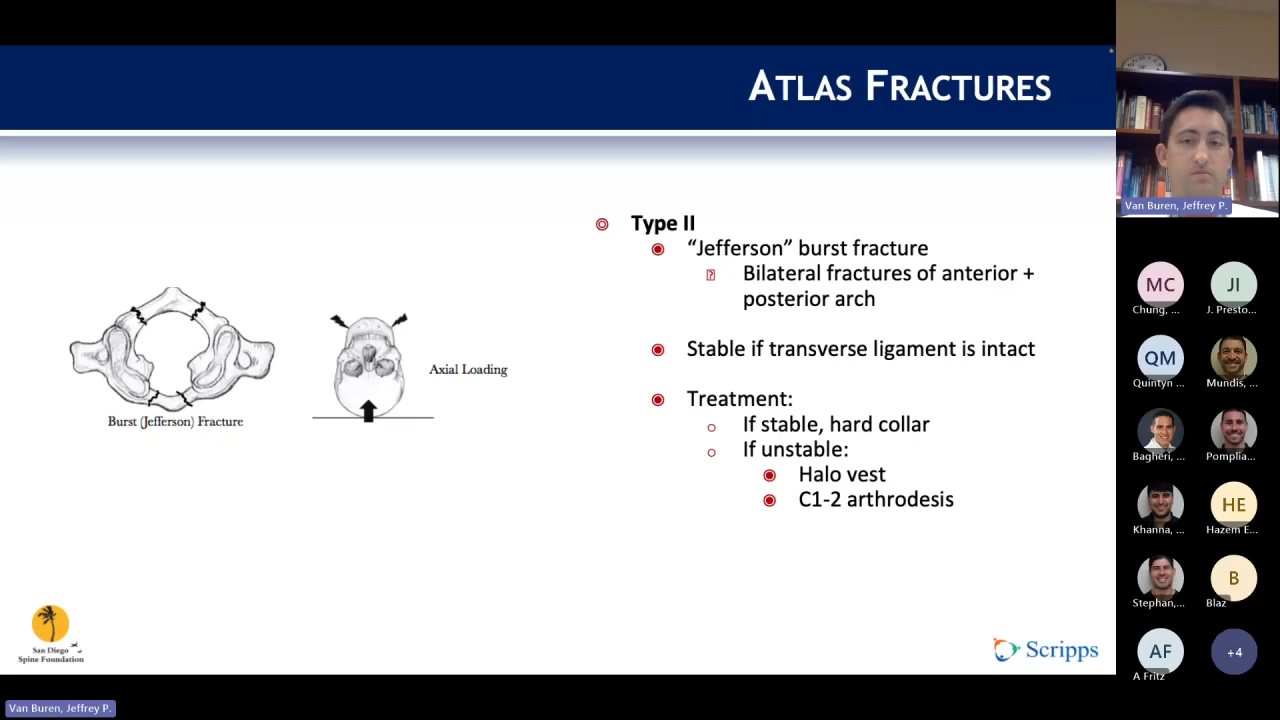 ATLAS FRACTURES
Type II
“Jefferson” burst fracture
Bilateral fractures of anterior +
posterior arch
Stable if transverse ligament is intact
Treatment:
If stable, hard collar
If unstable:
Halo vest
C1-2 arthrodesis
Axial Loading
Burst (Jefferson) Fracture
San Diego
Spine Foundation
Scripps
Van Buren, Jeffrey P.
Van Buren, Jeffrey P.
MC
Chung, ...
JI
J. Presto...
QM
Quintyn ...
Mundis, ...
Bagheri, ...
Pomplia...
Khanna, ...
HE
Hazem E...
Stephan,...
B
Blaz
AF
A Fritz
+4